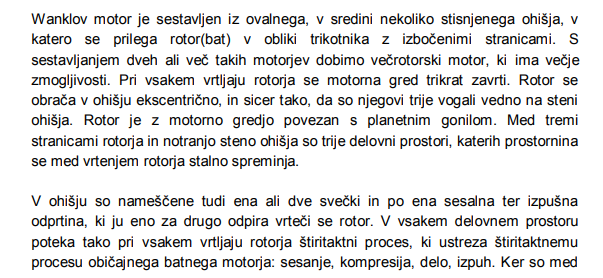 Wanklov motor je sestavljen iz ovalnega, v sredini nekoliko stisnjenega ohišja, v
katero se prilega rotor(bat) v obliki trikotnika z izbočenimi stranicami. S
sestavljanjem dveh ali več takih motorjev dobimo večrotorski motor, ki ima večje
zmogljivosti. Pri vsakem vrtljaju rotorja se motorna gred trikrat zavrti. Rotor se
obrača v ohišju ekscentrično, in sicer tako, da so njegovi trije vogali vedno na steni
ohišja. Rotor je z motorno gredjo povezan s planetnim gonilom. Med tremi
stranicami rotorja in notranjo steno ohišja so trije delovni prostori, katerih prostornina
se med vrtenjem rotorja stalno spreminja.
V ohišju so nameščene tudi ena ali dve svečki in po ena sesalna ter izpušna
odprtina, ki ju eno za drugo odpira vrteči se rotor. V vsakem delovnem prostoru
poteka tako pri vsakem vrtljaju rotorja štiritaktni proces, ki ustreza štiritaktnemu
procesu običajnega batnega motorja: sesanje, kompresija, delo, izpuh. Ker so med